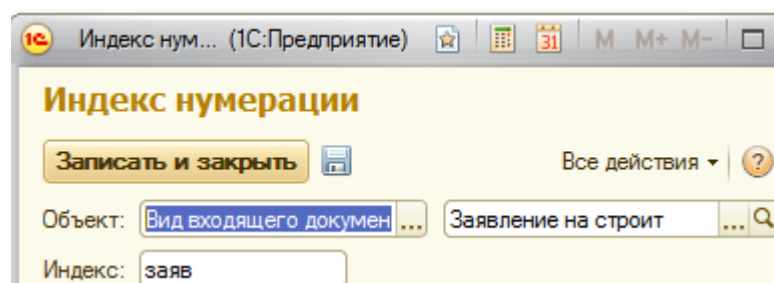 1С Индекс нум... (1С:Предприятие) 31 M M+ M-
Индекс нумерации
Записать и закрыть Все действия ?
Объект: Вид входящего докумен ... Заявление на строит ...
Индекс: заяв